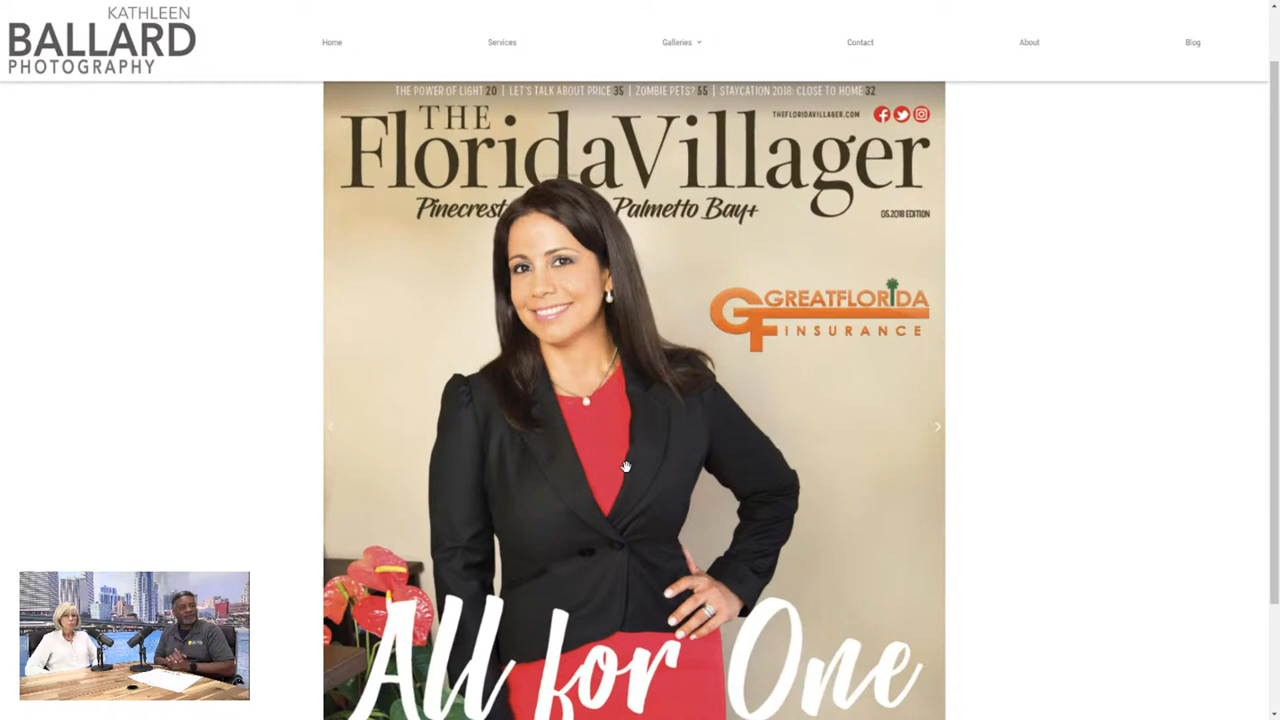 KATHLEEN
BALLARD
PHOTOGRAPHY
Home Services Galleries Contact About Blog
THE POWER OF LIGHT 20 | LET'S TALK ABOUT PRICE 35 | ZOMBIE PETS? 55 | STAYCATION 2018: CLOSE TO HOME 32
THEFLORIDAVILLAGER.COM
THE
FloridaVillager
Pinecrest Palmetto Bay+
05.2018 EDITION
GREATFLORIDA
GF INSURANCE
All for One